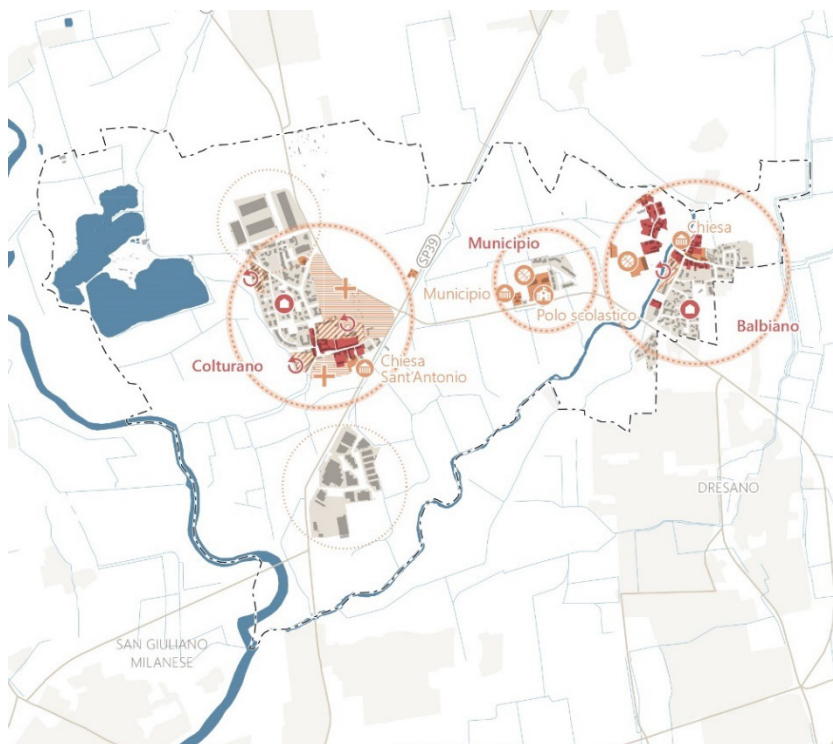 SP39
Municipio
Chiesa
Municipio
Polo scolastico
Balbiano
Colturano
Chiesa
Sant'Antonio
DRESANO
SAN GIULIANO
MILANESE